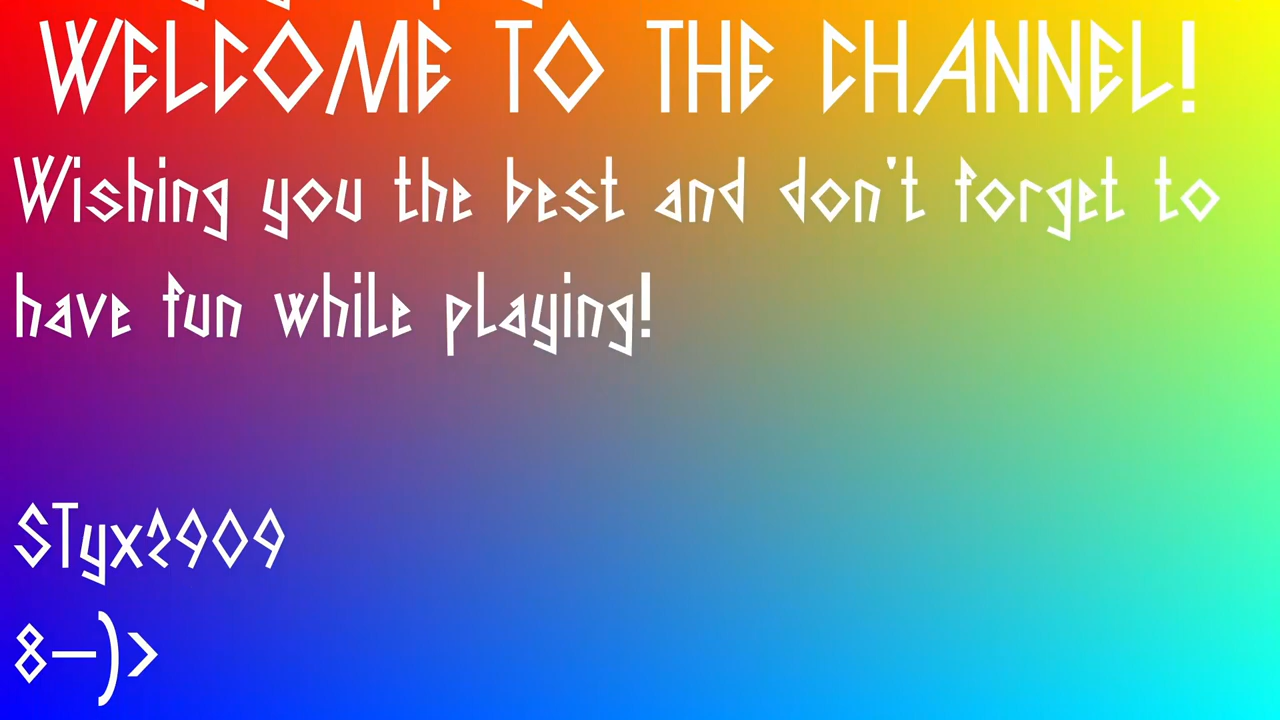 WELCOME TO THE CHANNEL!
Wishing you the best and don't forget to
have fun while playing!
STyx2909
8-)>